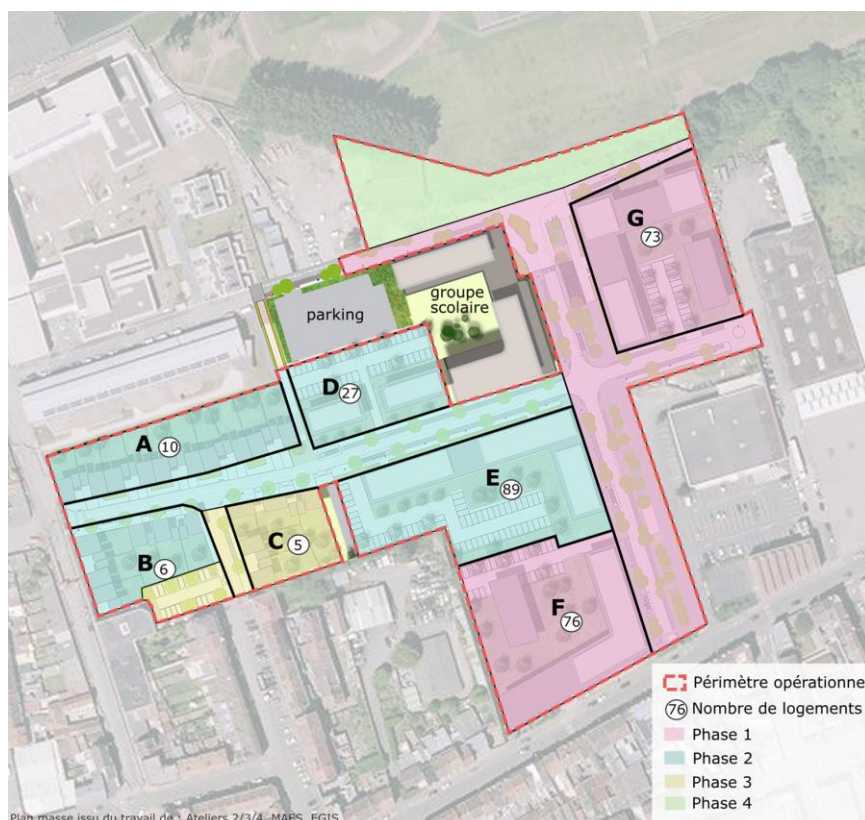 G
73
groupe
scolaire
parking
D
27
A
10
E
89
C
5
B
6
F
76
Périmètre opérationne
76 Nombre de logements
Phase 1
Phase 2
Phase 3
Phase 4
Plan masse issu du travail de : Ateliers 2/3/4, MAES, EGIS